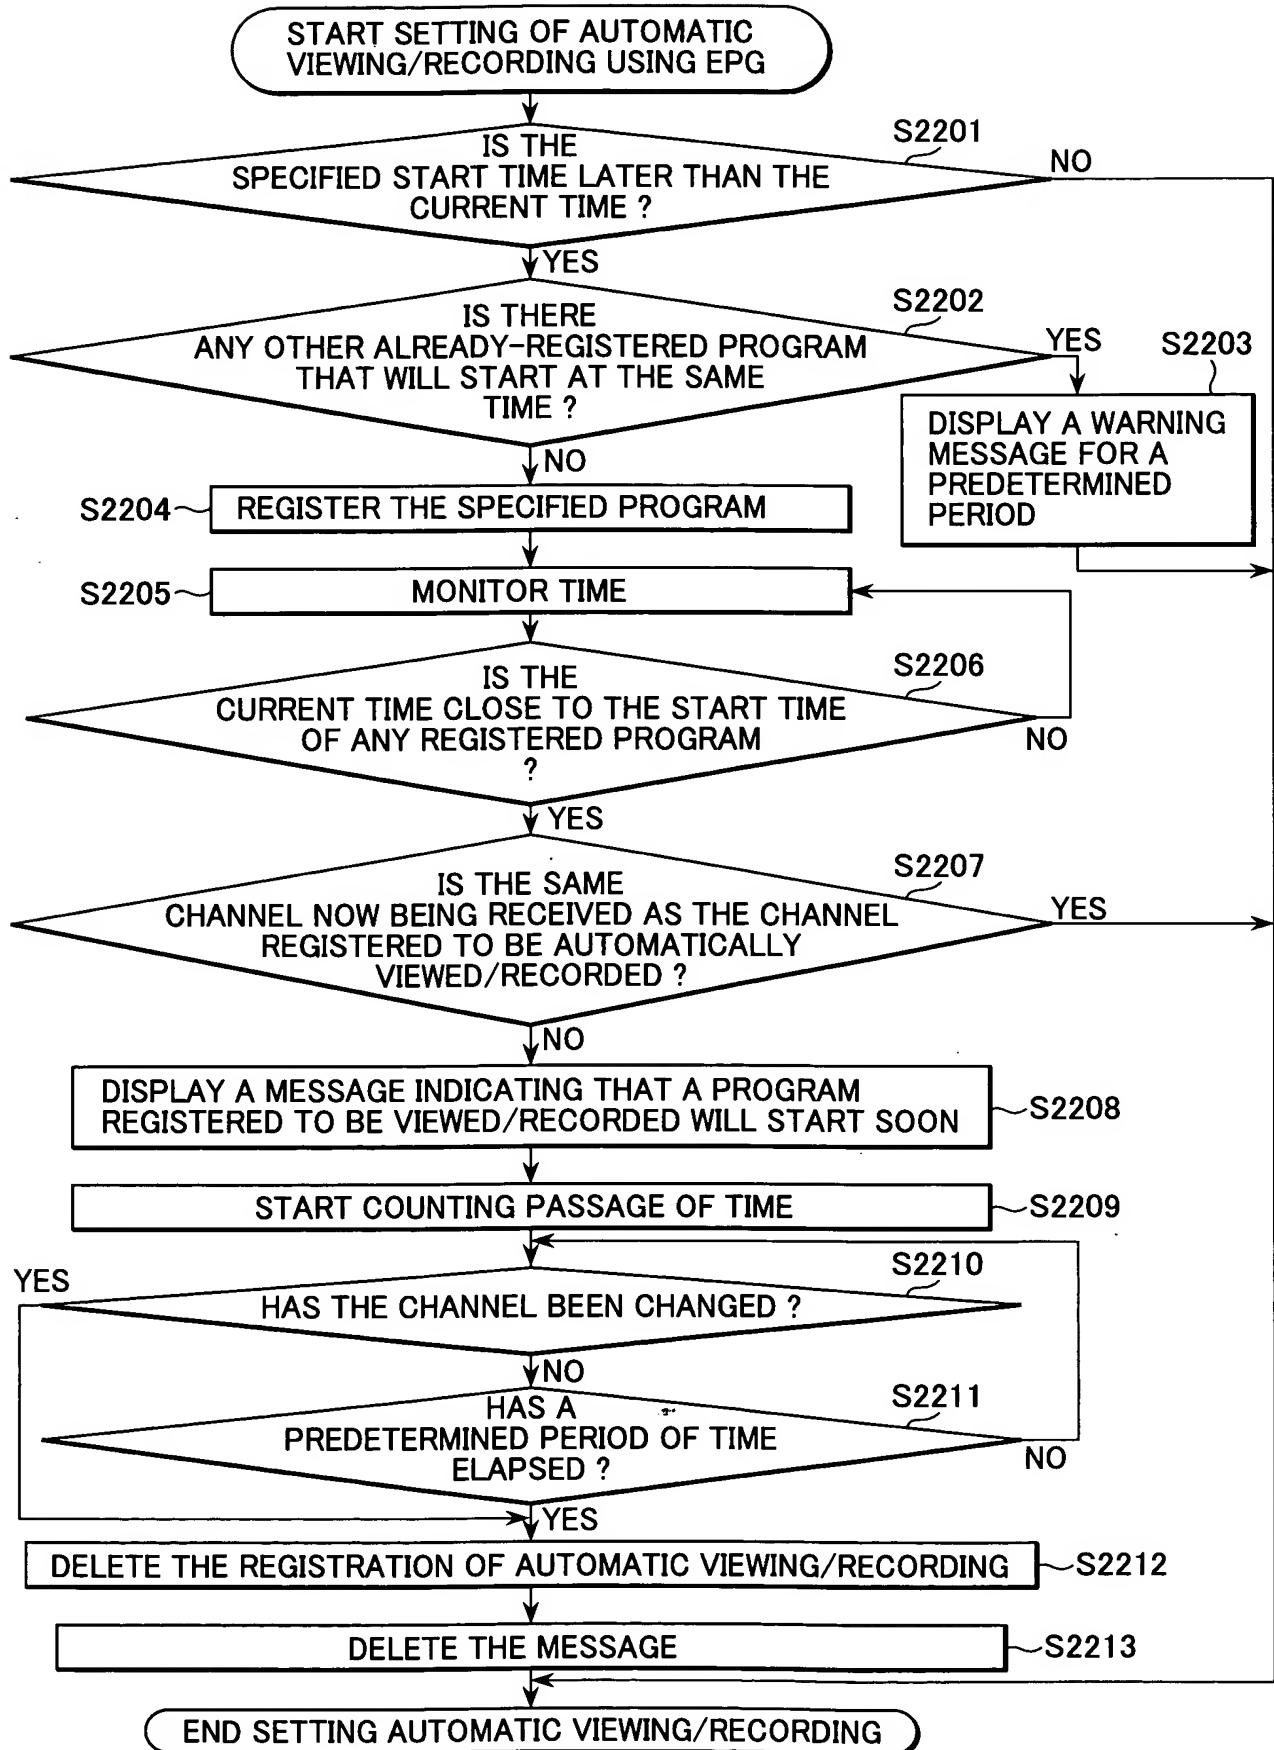 START SETTING OF AUTOMATIC
VIEWING/RECORDING USING EPG
S2201
IS THE
SPECIFIED START TIME LATER THAN THE
CURRENT TIME ?
NO
YES
S2202
IS THERE
ANY OTHER ALREADY-REGISTERED PROGRAM
THAT WILL START AT THE SAME
TIME ?
YES
S2203
DISPLAY A WARNING
MESSAGE FOR A
PREDETERMINED
PERIOD
NO
S2204
REGISTER THE SPECIFIED PROGRAM
S2205
MONITOR TIME
S2206
IS THE
CURRENT TIME CLOSE TO THE START TIME
OF ANY REGISTERED PROGRAM
?
NO
YES
S2207
IS THE SAME
CHANNEL NOW BEING RECEIVED AS THE CHANNEL
REGISTERED TO BE AUTOMATICALLY
VIEWED/RECORDED ?
YES
NO
DISPLAY A MESSAGE INDICATING THAT A PROGRAM
REGISTERED TO BE VIEWED/RECORDED WILL START SOON
S2208
START COUNTING PASSAGE OF TIME
S2209
S2210
YES
HAS THE CHANNEL BEEN CHANGED ?
NO
S2211
HAS A
PREDETERMINED PERIOD OF TIME
ELAPSED ?
NO
YES
DELETE THE REGISTRATION OF AUTOMATIC VIEWING/RECORDING
S2212
DELETE THE MESSAGE
S2213
END SETTING AUTOMATIC VIEWING/RECORDING